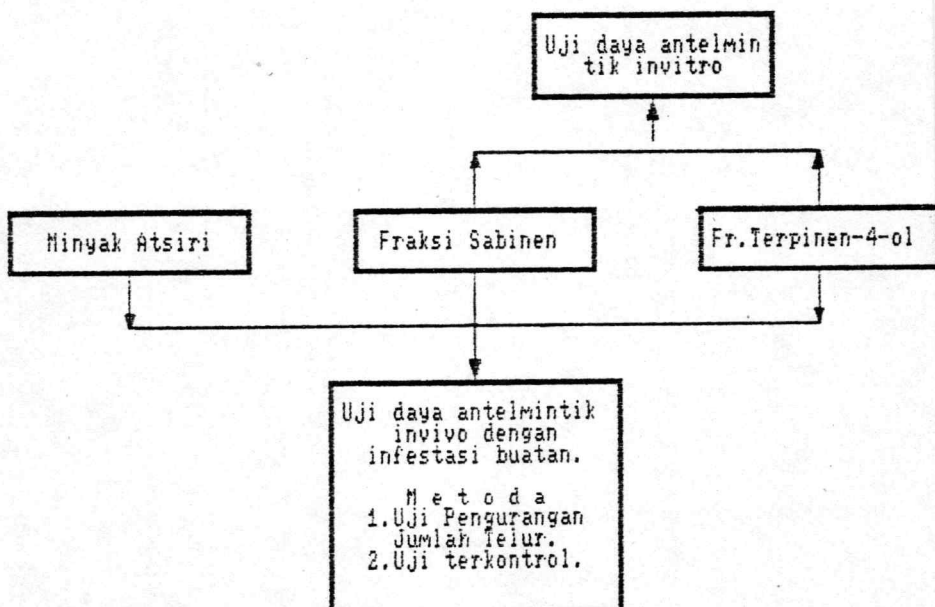 Uji daya antelmin
tik invitro
Minyak Atsiri
Fraksi Sabinen
Fr.Terpinen-4-ol
Uji daya antelmintik
invivo dengan
infestasi buatan.
M e t o d a
1.Uji Pengurangan
Jumlah Telur.
2.Uji terkontrol.